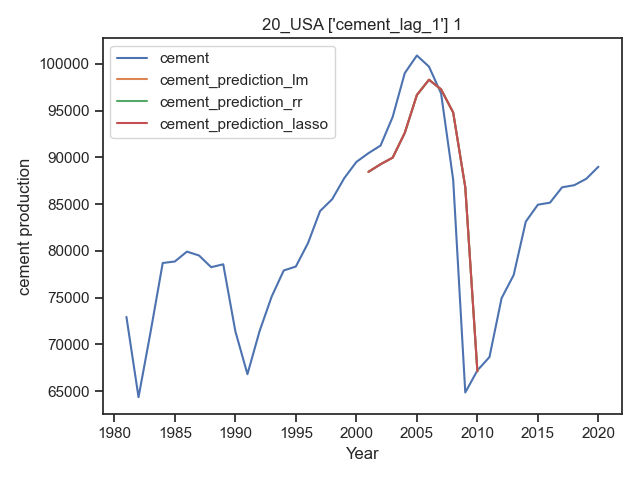 20_USA ['cement_lag_1'] 1
cement
cement_prediction_lm
cement_prediction_rr
cement_prediction_lasso
cement production
100000
95000
90000
85000
80000
75000
70000
65000
1980 1985 1990 1995 2000 2005 2010 2015 2020
Year